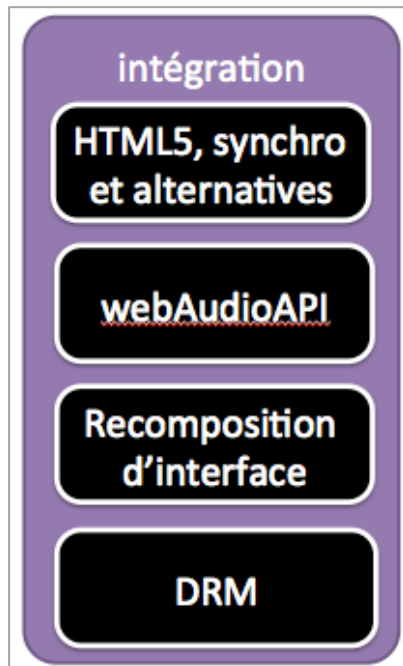 intégration
HTML5, synchro
et alternatives
webAudioAPI
Recomposition
d'interface
DRM